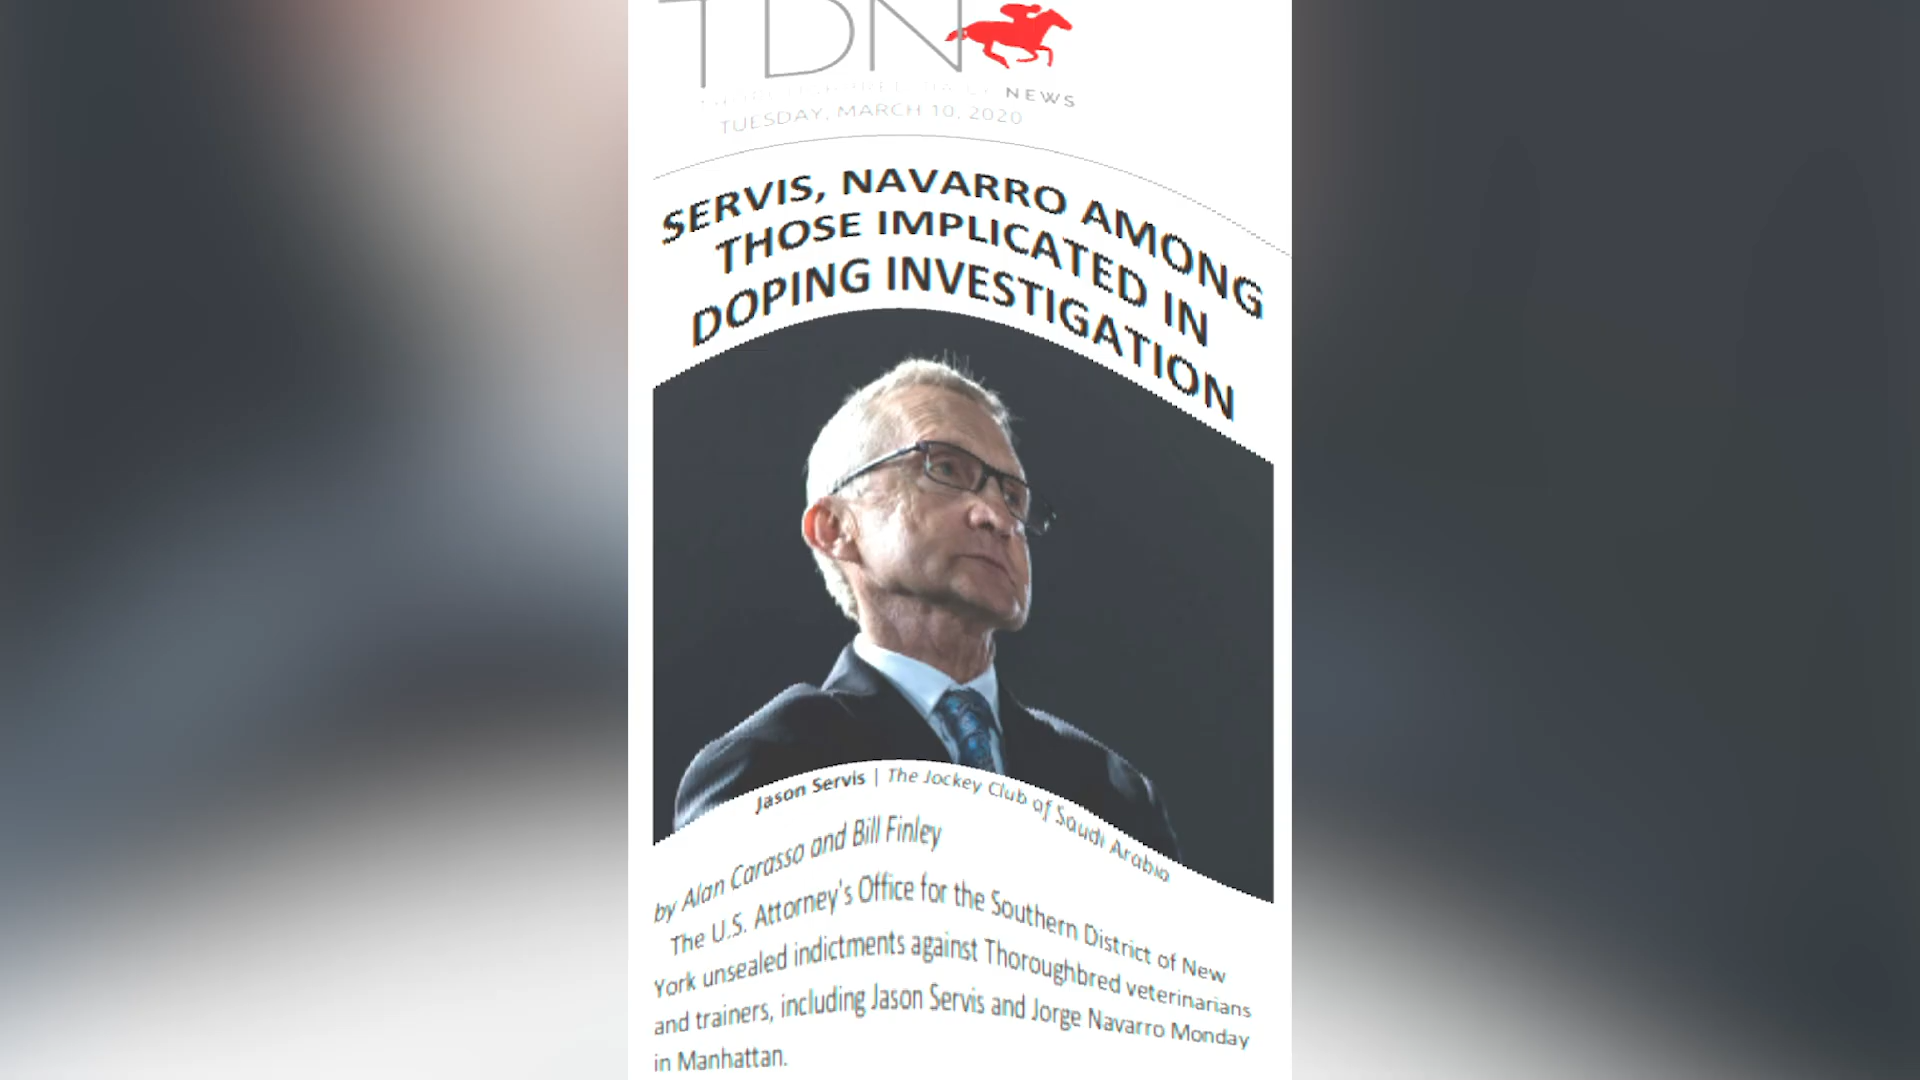 TDN
THOROUGHBRED DAILY NEWS
TUESDAY, MARCH 10, 2020
SERVIS, NAVARRO AMONG
THOSE IMPLICATED IN
DOPING INVESTIGATION
Jason Servis | The Jockey Club of Saudi Arabia
by Alan Carasso and Bill Finley
The U.S. Attorney's Office for the Southern District of New
York unsealed indictments against Thoroughbred veterinarians
and trainers, including Jason Servis and Jorge Navarro Monday
in Manhattan.